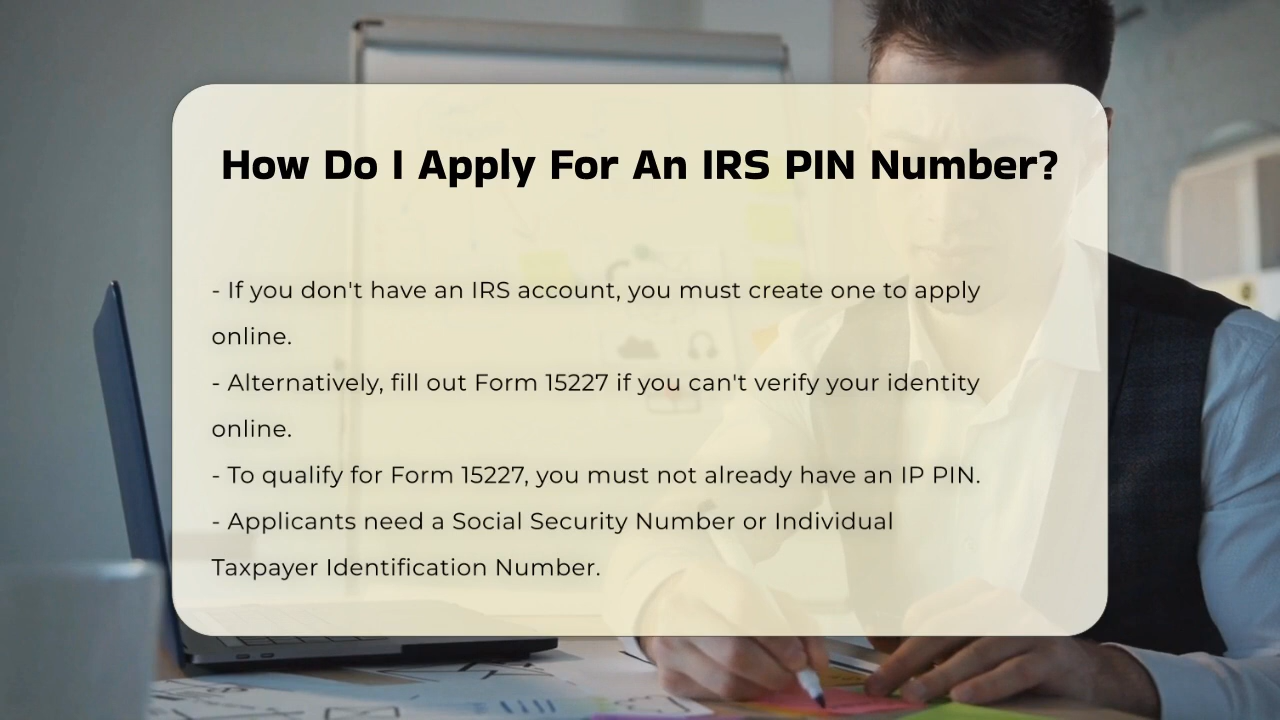 How Do I Apply For An IRS PIN Number?
- If you don't have an IRS account, you must create one to apply
online.
- Alternatively, fill out Form 15227 if you can't verify your identity
online.
- To qualify for Form 15227, you must not already have an IP PIN.
- Applicants need a Social Security Number or Individual
Taxpayer Identification Number.